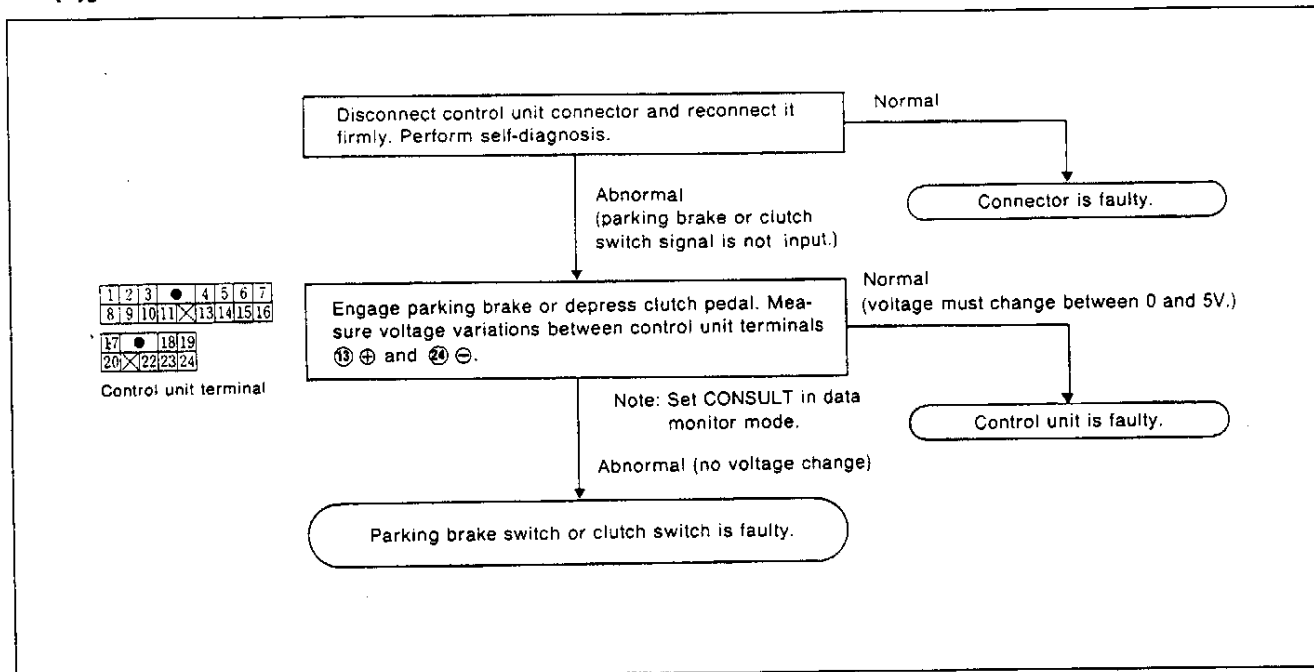 Disconnect control unit connector and reconnect it
firmly. Perform self-diagnosis.
Normal
Connector is faulty.
Abnormal
(parking brake or clutch
switch signal is not input.)
1 2 3 ● 4 5 6 7
8 9 10 11 13 14 15 16
17 ● 18 19
20 22 23 24
Control unit terminal
Engage parking brake or depress clutch pedal. Mea-
sure voltage variations between control unit terminals
⑬ ⊕ and ㉔ ⊖.
Normal
(voltage must change between 0 and 5V.)
Control unit is faulty.
Note: Set CONSULT in data
monitor mode.
Abnormal (no voltage change)
Parking brake switch or clutch switch is faulty.